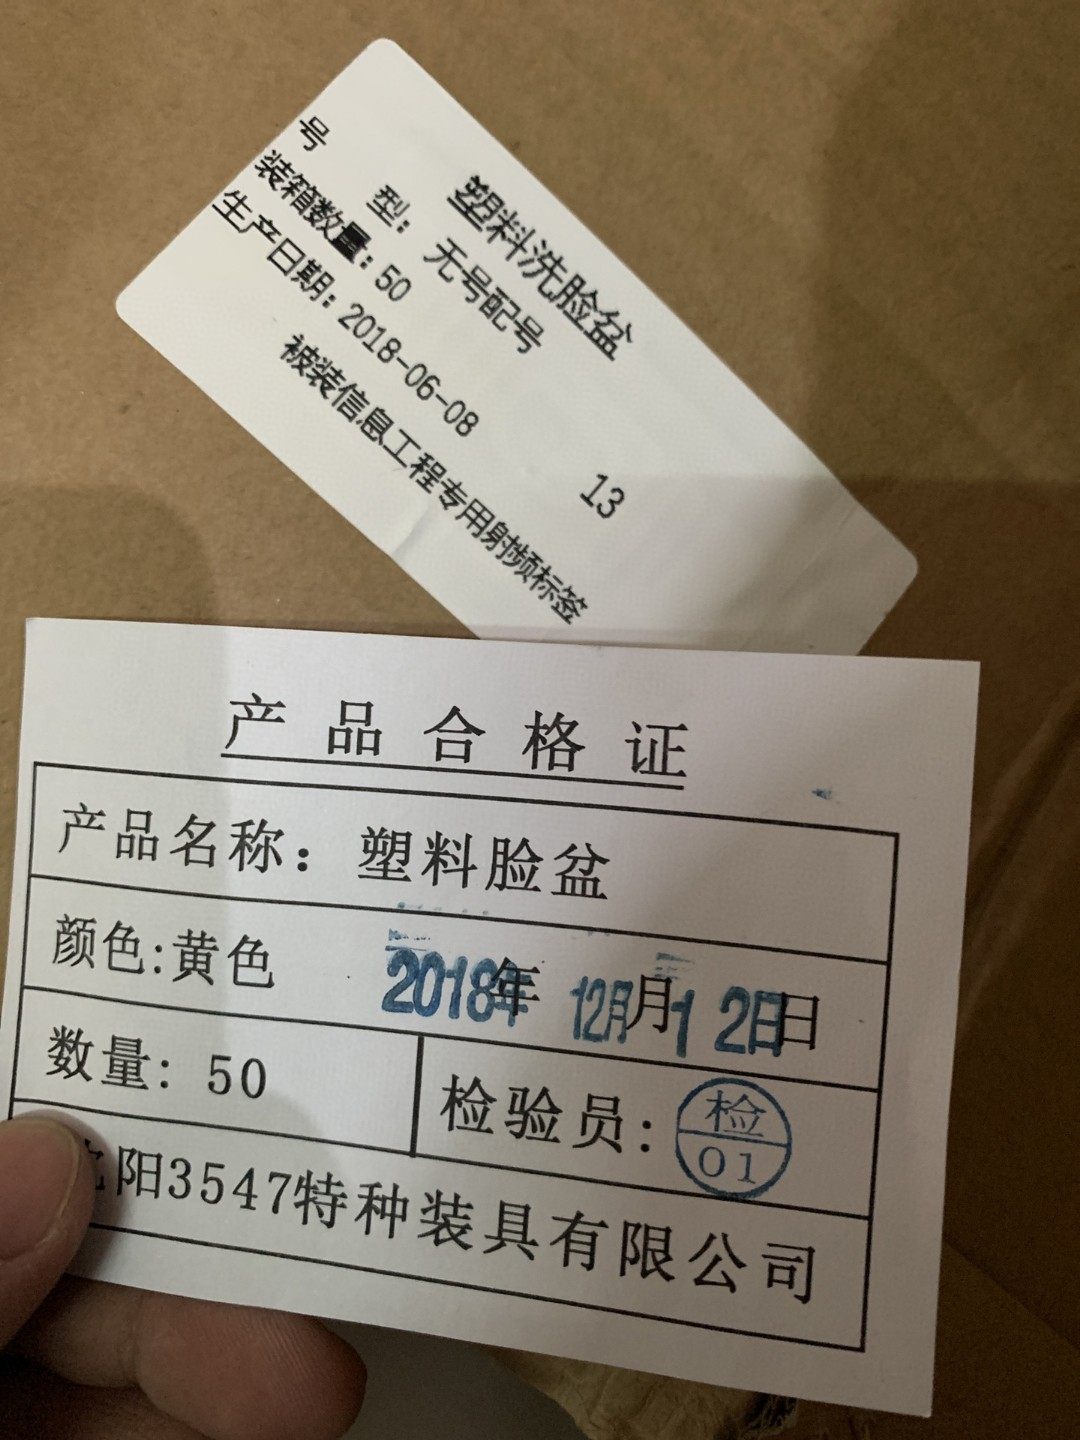 塑料洗脸盆
号 型: 无号配号
装箱数量: 50
生产日期: 2018-06-08
13
被装信息工程专用射频标签
产品合格证
产品名称: 塑料脸盆
颜色:黄色 2018年年 12月月12日日
数量: 50
检验员: 检 01
阳3547特种装具有限公司